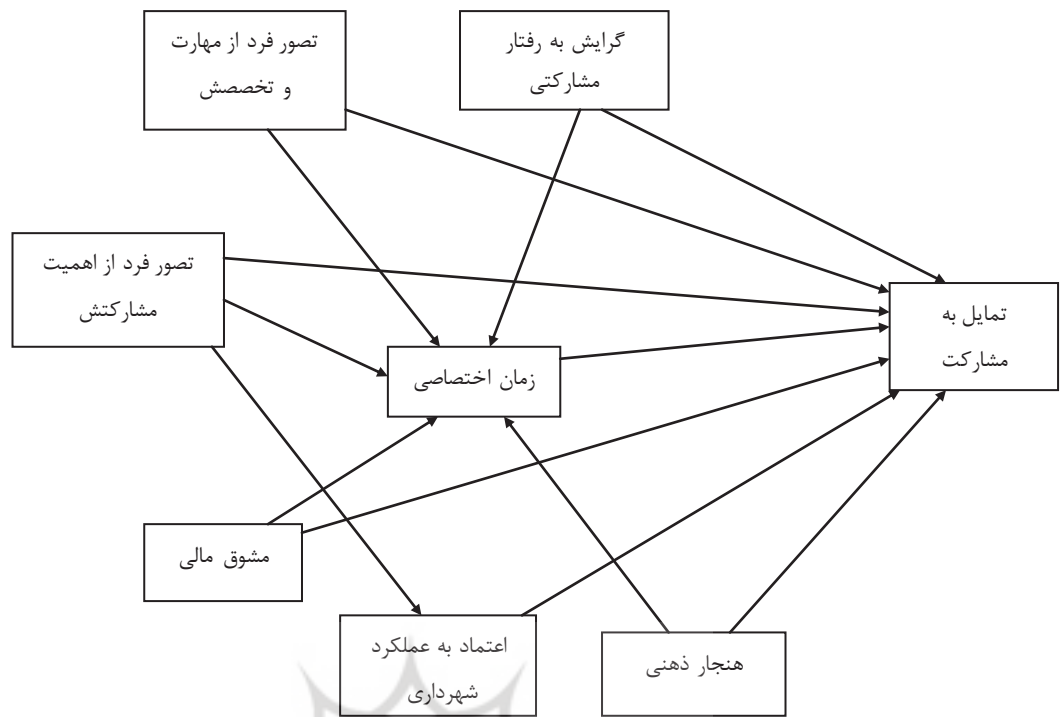 گرایش به رفتار
مشارکتی
تصور فرد از مهارت
و تخصصش
تصور فرد از اهمیت
مشارکتش
تمایل به
مشارکت
زمان اختصاصی
مشوق مالی
اعتماد به عملکرد
شهرداری
هنجار ذهنی